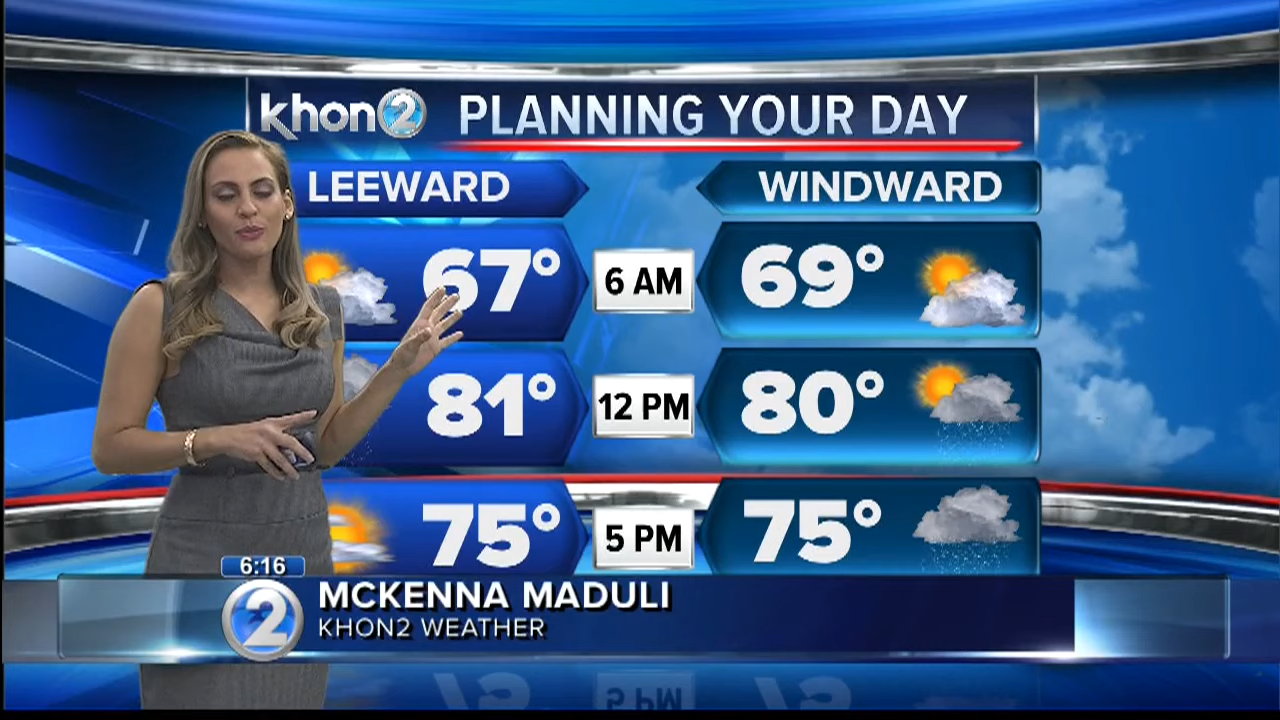 khon2 PLANNING YOUR DAY
LEEWARD WINDWARD
67° 6 AM 69°
81° 12 PM 80°
75° 5 PM 75°
6:16
2 MCKENNA MADULI
KHON2 WEATHER